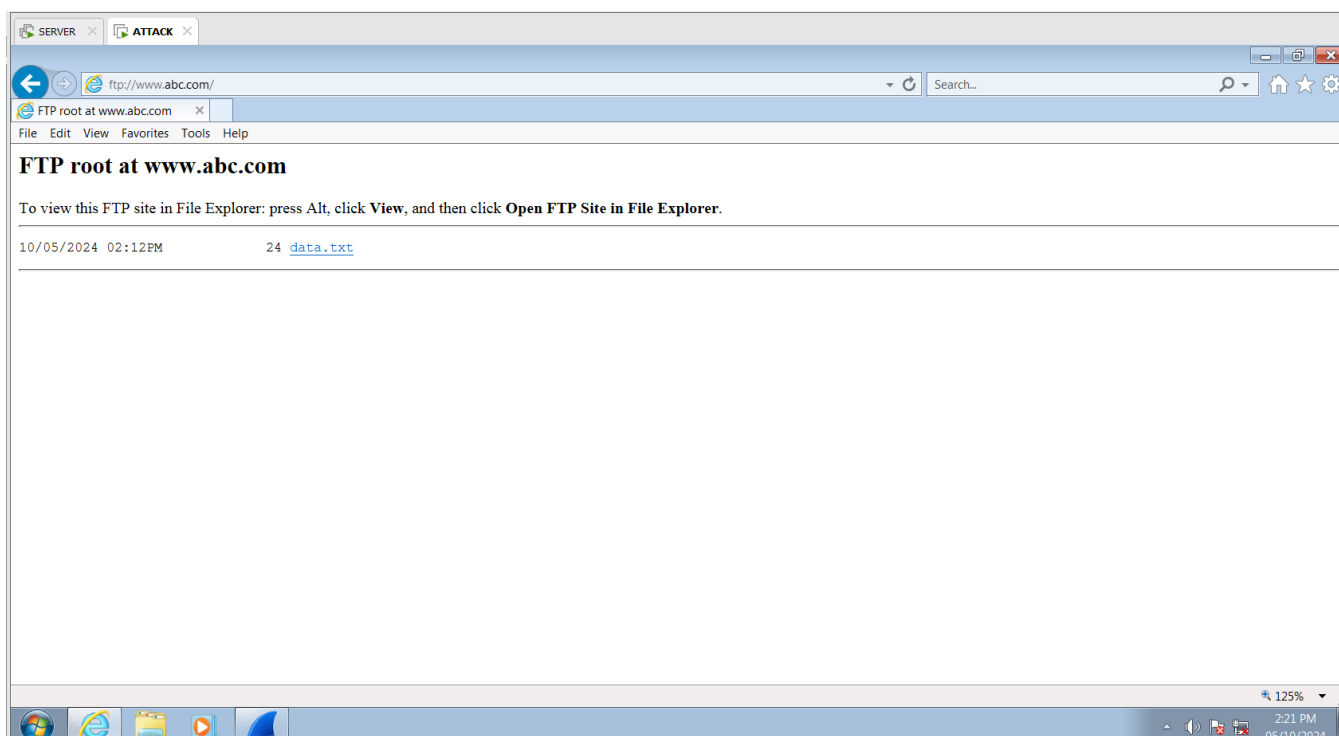 SERVER ATTACK
ftp://www.abc.com/ Search...
FTP root at www.abc.com
File Edit View Favorites Tools Help
FTP root at www.abc.com
To view this FTP site in File Explorer: press Alt, click View, and then click Open FTP Site in File Explorer.
10/05/2024 02:12PM 24 data.txt
125%
2:21 PM
05/10/2024